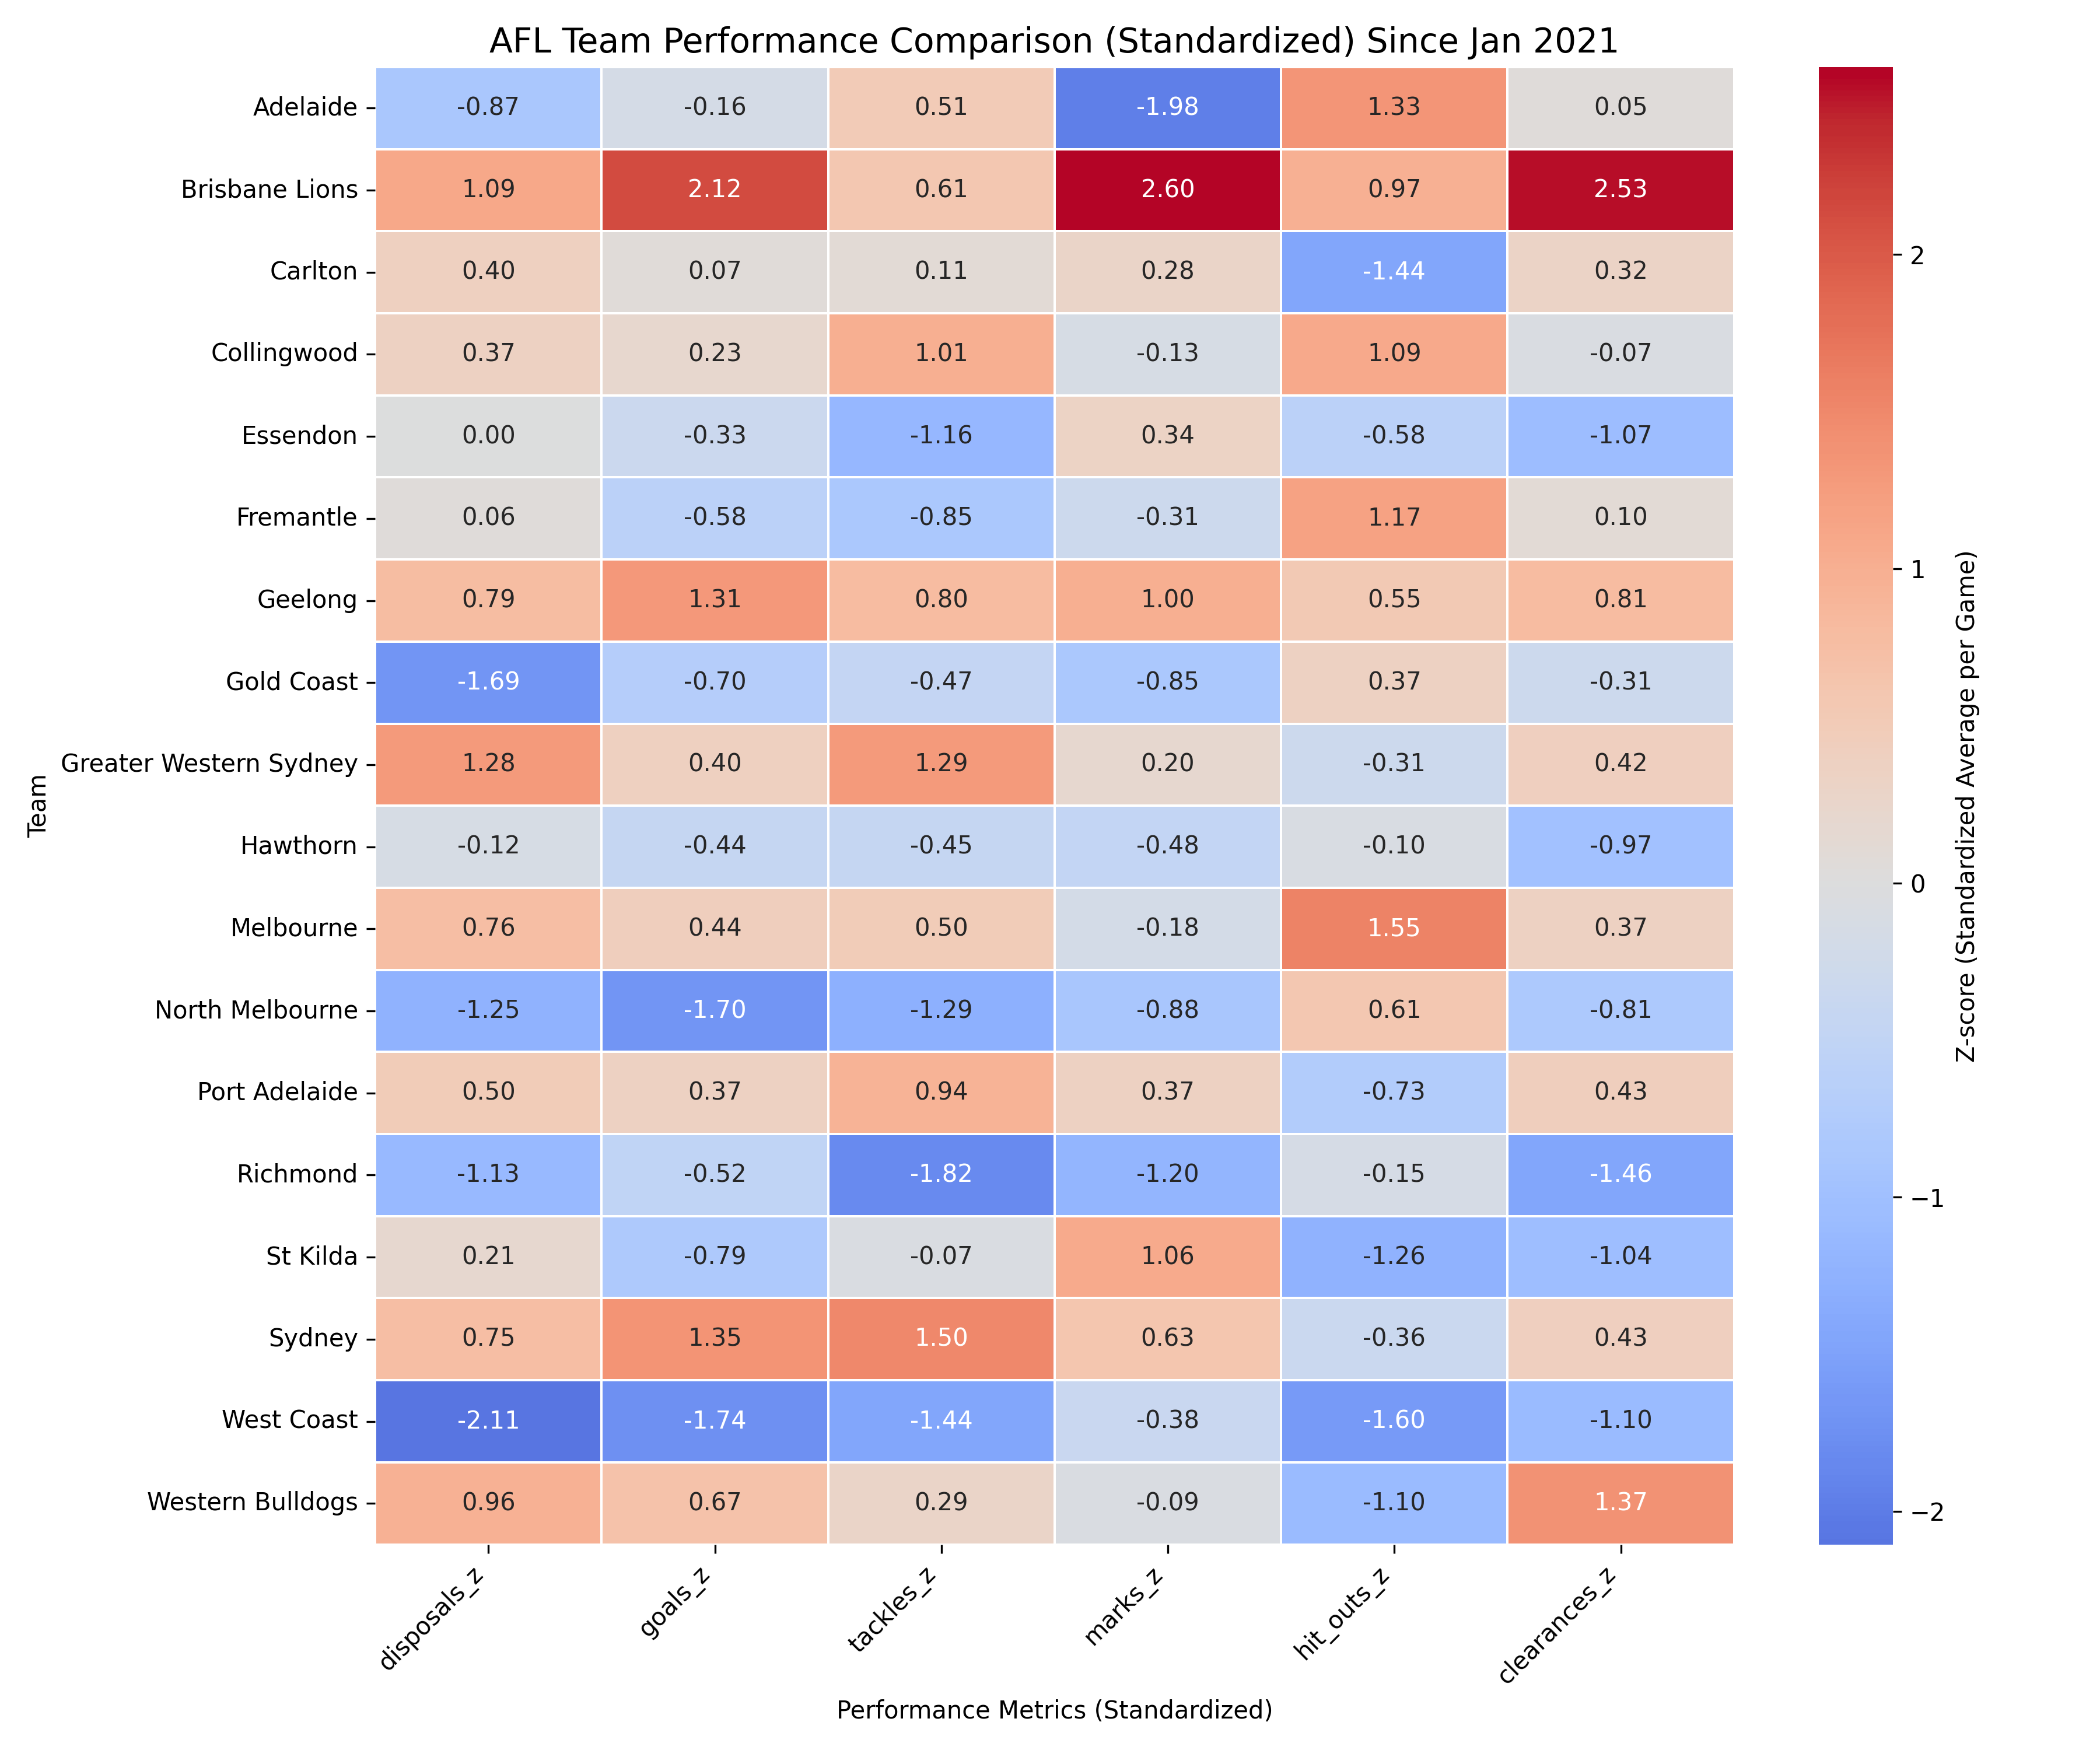 AFL Team Performance Comparison (Standardized) Since Jan 2021
Adelaide -0.87 -0.16 0.51 -1.98 1.33 0.05
Brisbane Lions 1.09 2.12 0.61 2.60 0.97 2.53
Carlton 0.40 0.07 0.11 0.28 -1.44 0.32
Collingwood 0.37 0.23 1.01 -0.13 1.09 -0.07
Essendon 0.00 -0.33 -1.16 0.34 -0.58 -1.07
Fremantle 0.06 -0.58 -0.85 -0.31 1.17 0.10
Geelong 0.79 1.31 0.80 1.00 0.55 0.81
Gold Coast -1.69 -0.70 -0.47 -0.85 0.37 -0.31
Greater Western Sydney 1.28 0.40 1.29 0.20 -0.31 0.42
Hawthorn -0.12 -0.44 -0.45 -0.48 -0.10 -0.97
Melbourne 0.76 0.44 0.50 -0.18 1.55 0.37
North Melbourne -1.25 -1.70 -1.29 -0.88 0.61 -0.81
Port Adelaide 0.50 0.37 0.94 0.37 -0.73 0.43
Richmond -1.13 -0.52 -1.82 -1.20 -0.15 -1.46
St Kilda 0.21 -0.79 -0.07 1.06 -1.26 -1.04
Sydney 0.75 1.35 1.50 0.63 -0.36 0.43
West Coast -2.11 -1.74 -1.44 -0.38 -1.60 -1.10
Western Bulldogs 0.96 0.67 0.29 -0.09 -1.10 1.37
Team
disposals_z goals_z tackles_z marks_z hit_outs_z clearances_z
Performance Metrics (Standardized)
2
1
0
−1
−2
Z-score (Standardized Average per Game)